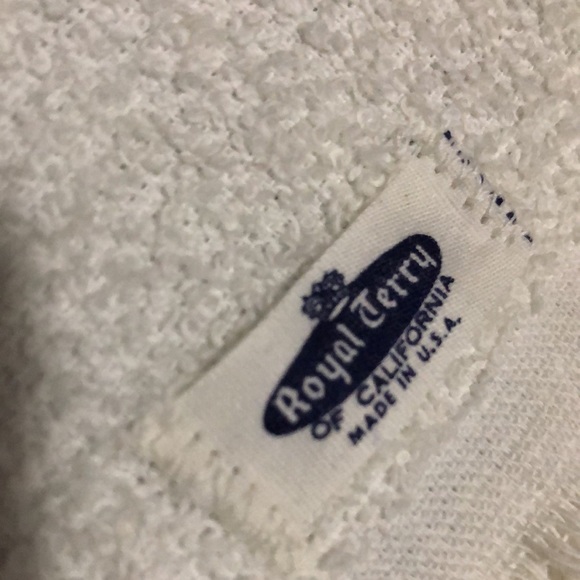 Royal Terry
OF CALIFORNIA
MADE IN U.S.A.